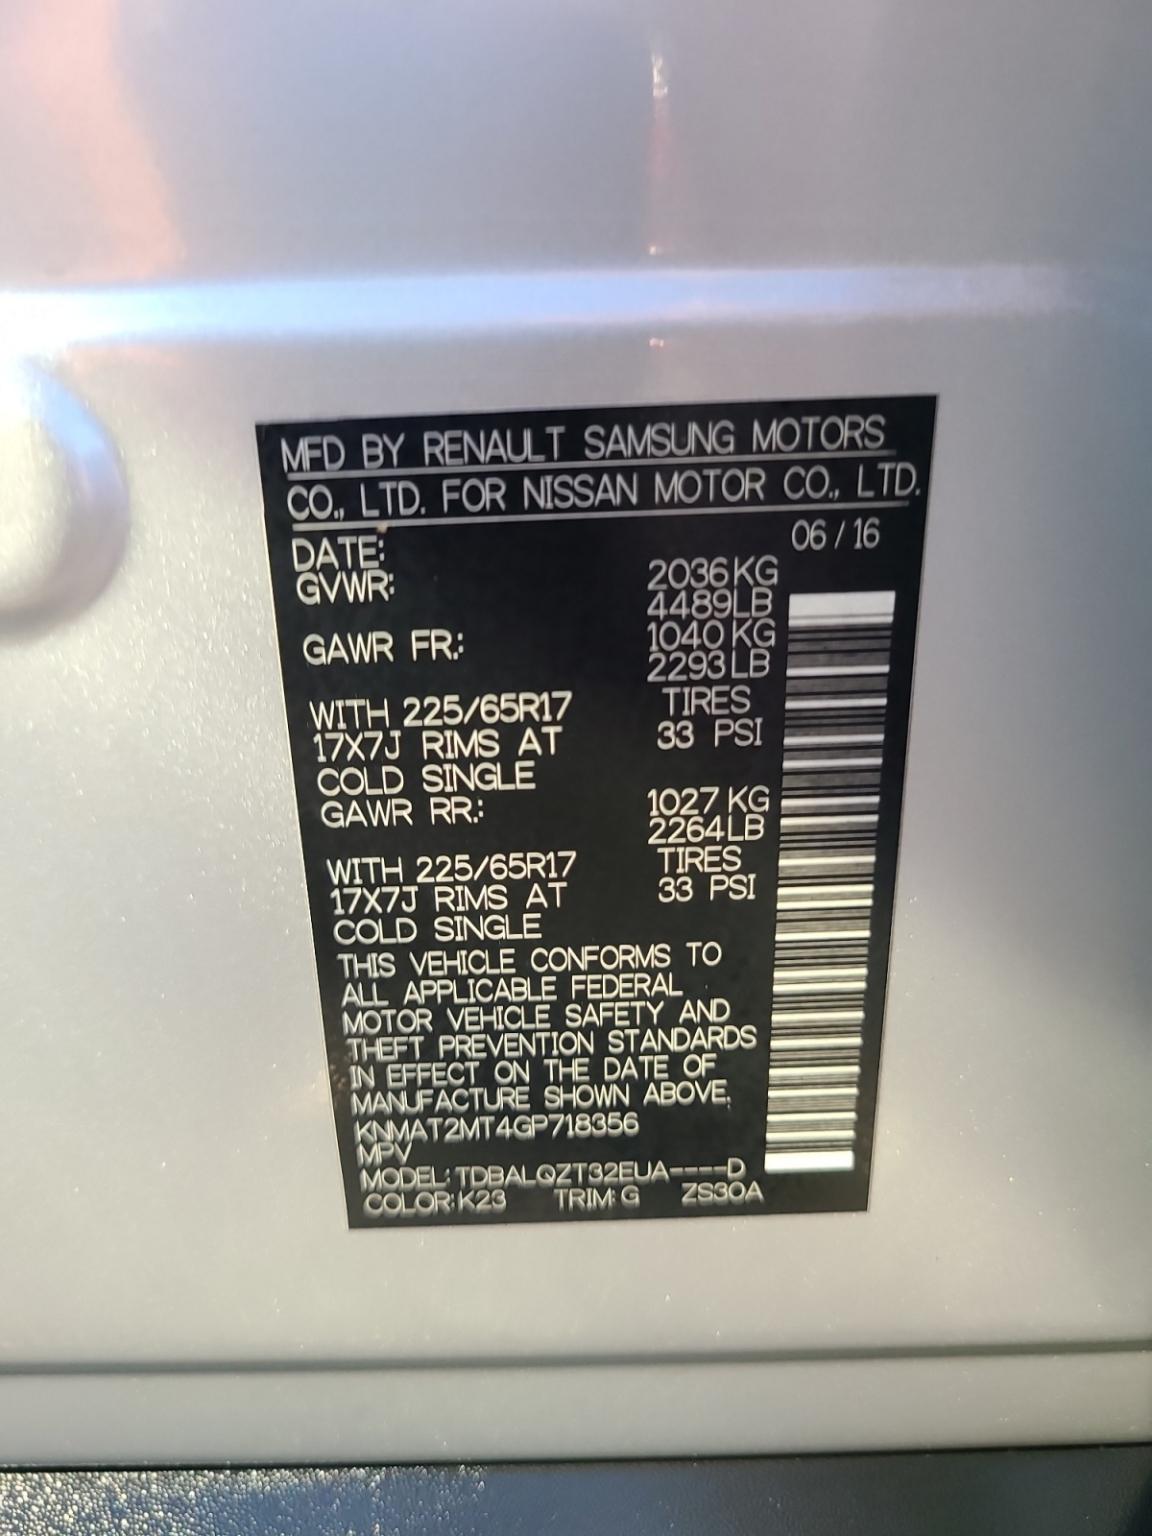 MFD BY RENAULT SAMSUNG MOTORS
CO., LTD. FOR NISSAN MOTOR CO., LTD.
DATE: 06 / 16
GVWR: 2036 KG
4489 LB
GAWR FR.: 1040 KG
2293 LB
WITH 225/65R17 TIRES
17X7J RIMS AT 33 PSI
COLD SINGLE
GAWR RR.: 1027 KG
2264 LB
WITH 225/65R17 TIRES
17X7J RIMS AT 33 PSI
COLD SINGLE
THIS VEHICLE CONFORMS TO
ALL APPLICABLE FEDERAL
MOTOR VEHICLE SAFETY AND
THEFT PREVENTION STANDARDS
IN EFFECT ON THE DATE OF
MANUFACTURE SHOWN ABOVE.
KNMAT2MT4GP718356
MPV
MODEL: TDBALQZT32EUA----D
COLOR: K23 TRIM: G ZS30A